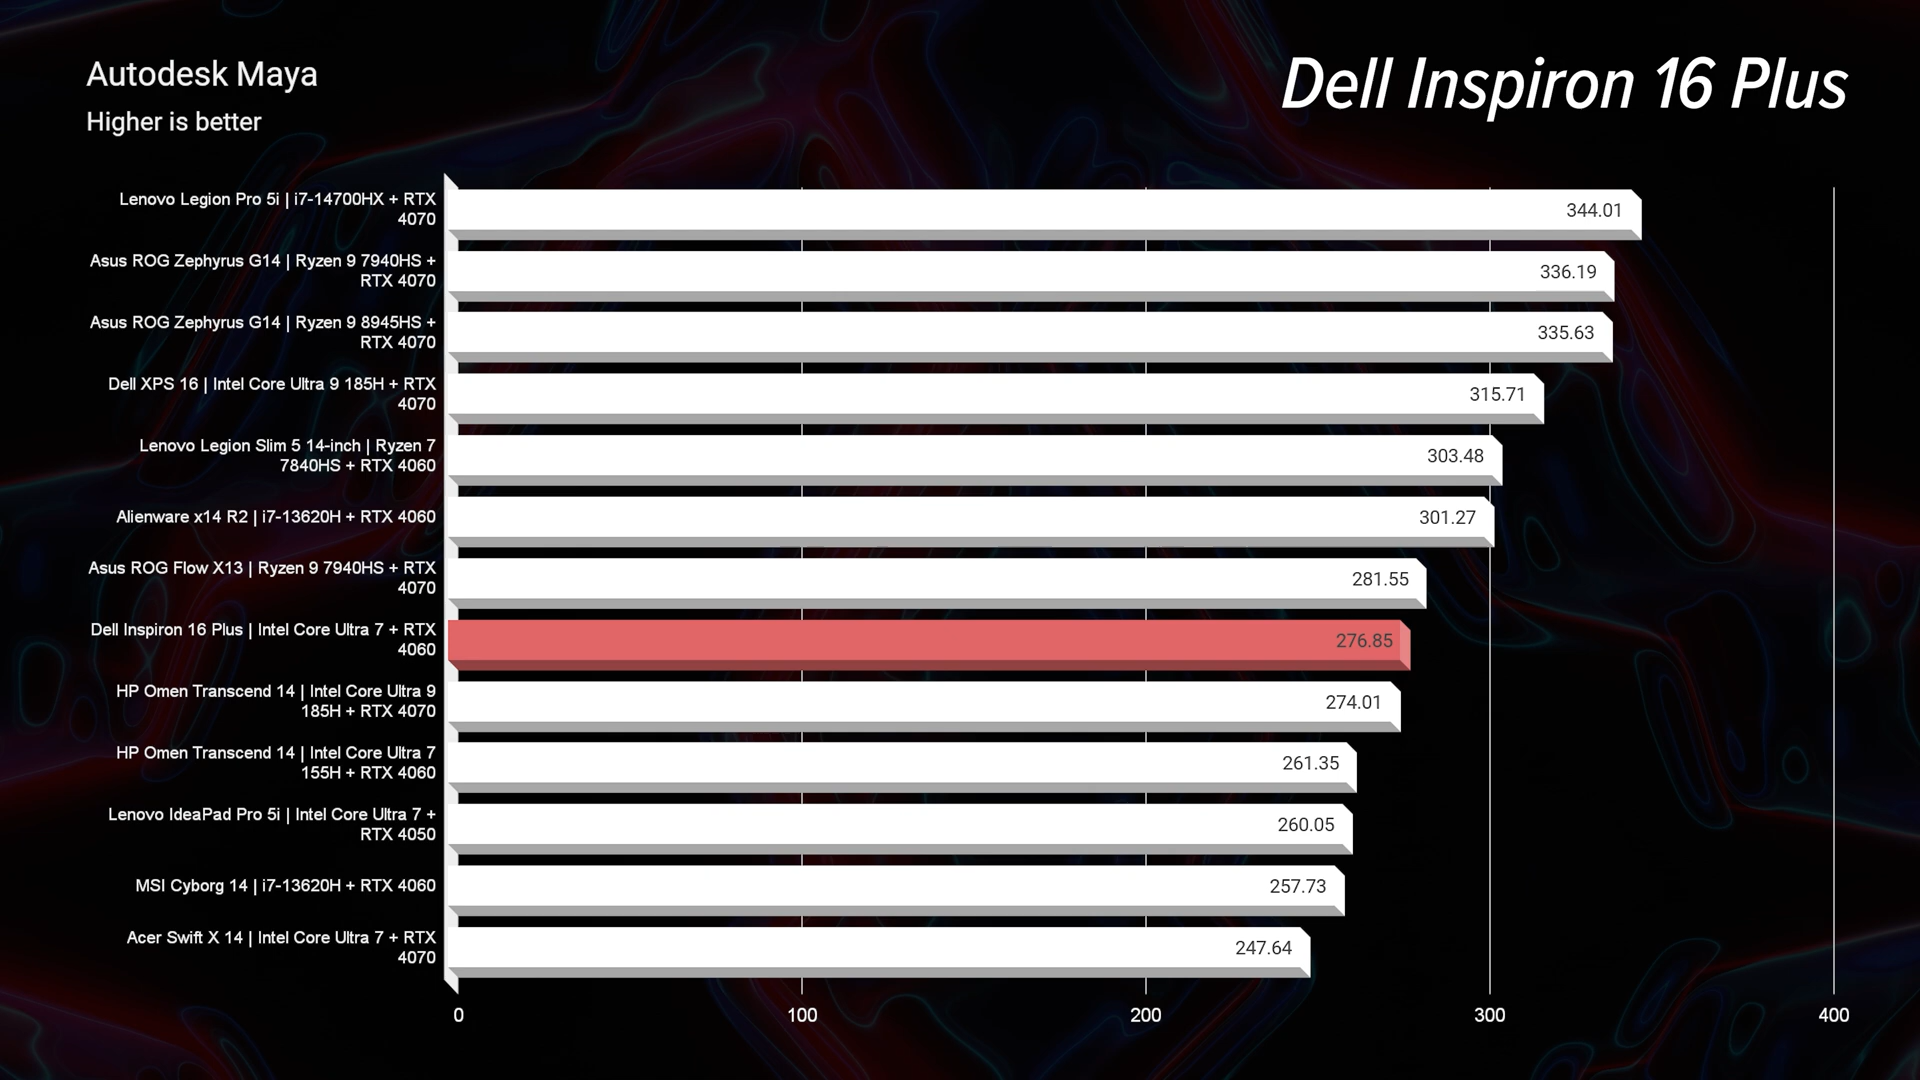 Autodesk Maya
Higher is better
Dell Inspiron 16 Plus
Lenovo Legion Pro 5i | i7-14700HX + RTX
4070
344.01
Asus ROG Zephyrus G14 | Ryzen 9 7940HS +
RTX 4070
336.19
Asus ROG Zephyrus G14 | Ryzen 9 8945HS +
RTX 4070
335.63
Dell XPS 16 | Intel Core Ultra 9 185H + RTX
4070
315.71
Lenovo Legion Slim 5 14-inch | Ryzen 7
7840HS + RTX 4060
303.48
Alienware x14 R2 | i7-13620H + RTX 4060
301.27
Asus ROG Flow X13 | Ryzen 9 7940HS + RTX
4070
281.55
Dell Inspiron 16 Plus | Intel Core Ultra 7 + RTX
4060
276.85
HP Omen Transcend 14 | Intel Core Ultra 9
185H + RTX 4070
274.01
HP Omen Transcend 14 | Intel Core Ultra 7
155H + RTX 4060
261.35
Lenovo IdeaPad Pro 5i | Intel Core Ultra 7 +
RTX 4050
260.05
MSI Cyborg 14 | i7-13620H + RTX 4060
257.73
Acer Swift X 14 | Intel Core Ultra 7 + RTX
4070
247.64
0 100 200 300 400